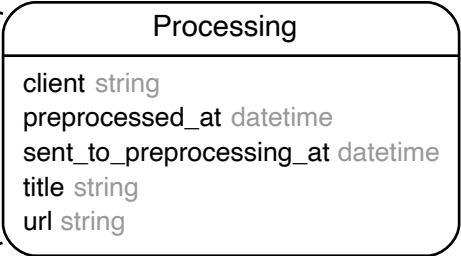 Processing
client string
preprocessed_at datetime
sent_to_preprocessing_at datetime
title string
url string